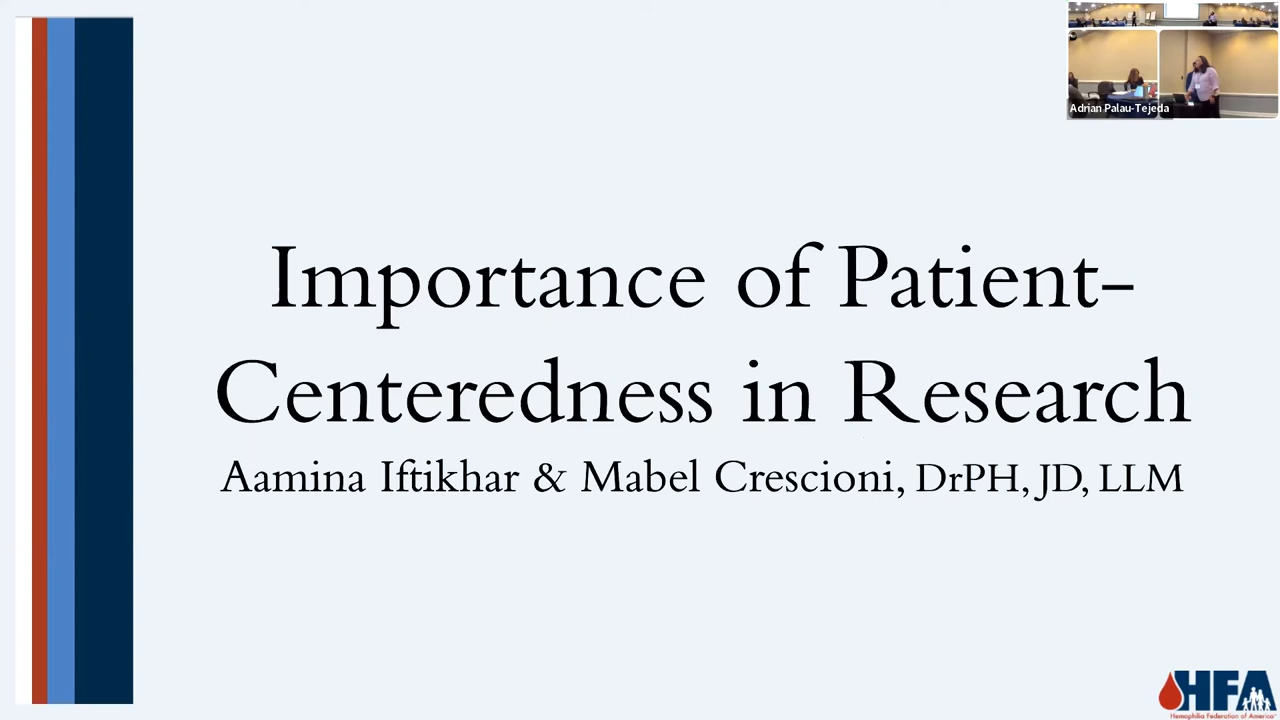 Adrian Palau-Tejeda
Importance of Patient-
Centeredness in Research
Aamina Iftikhar & Mabel Crescioni, DrPH, JD, LLM
HFA
Hemophilia Federation of America